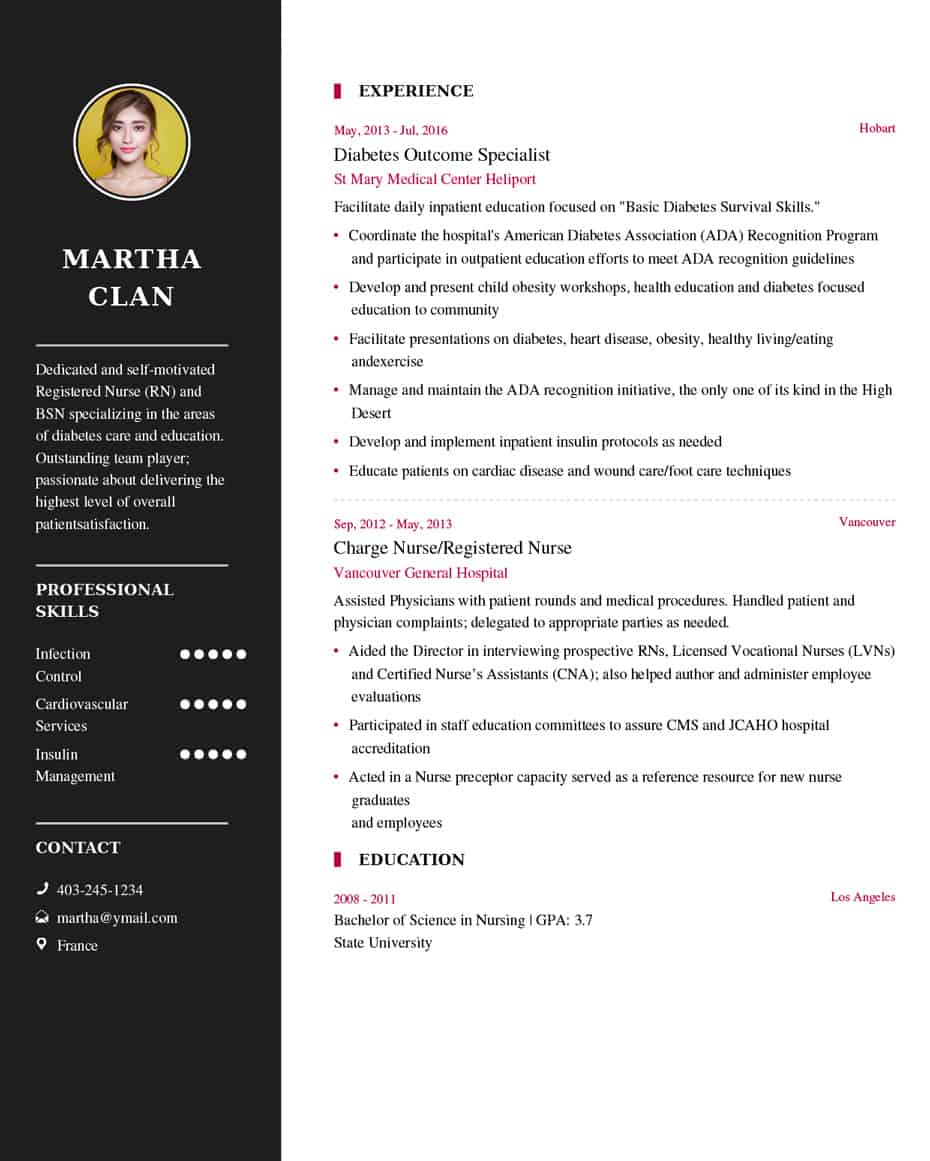 MARTHA
CLAN
Dedicated and self-motivated
Registered Nurse (RN) and
BSN specializing in the areas
of diabetes care and education.
Outstanding team player;
passionate about delivering the
highest level of overall
patientsatisfaction.
PROFESSIONAL
SKILLS
Infection
Control
Cardiovascular
Services
Insulin
Management
CONTACT
403-245-1234
martha@ymail.com
France
EXPERIENCE
May, 2013 - Jul, 2016 Hobart
Diabetes Outcome Specialist
St Mary Medical Center Heliport
Facilitate daily inpatient education focused on "Basic Diabetes Survival Skills."
• Coordinate the hospital's American Diabetes Association (ADA) Recognition Program
and participate in outpatient education efforts to meet ADA recognition guidelines
• Develop and present child obesity workshops, health education and diabetes focused
education to community
• Facilitate presentations on diabetes, heart disease, obesity, healthy living/eating
andexercise
• Manage and maintain the ADA recognition initiative, the only one of its kind in the High
Desert
• Develop and implement inpatient insulin protocols as needed
• Educate patients on cardiac disease and wound care/foot care techniques
Sep, 2012 - May, 2013 Vancouver
Charge Nurse/Registered Nurse
Vancouver General Hospital
Assisted Physicians with patient rounds and medical procedures. Handled patient and
physician complaints; delegated to appropriate parties as needed.
• Aided the Director in interviewing prospective RNs, Licensed Vocational Nurses (LVNs)
and Certified Nurse’s Assistants (CNA); also helped author and administer employee
evaluations
• Participated in staff education committees to assure CMS and JCAHO hospital
accreditation
• Acted in a Nurse preceptor capacity served as a reference resource for new nurse
graduates
and employees
EDUCATION
2008 - 2011 Los Angeles
Bachelor of Science in Nursing | GPA: 3.7
State University